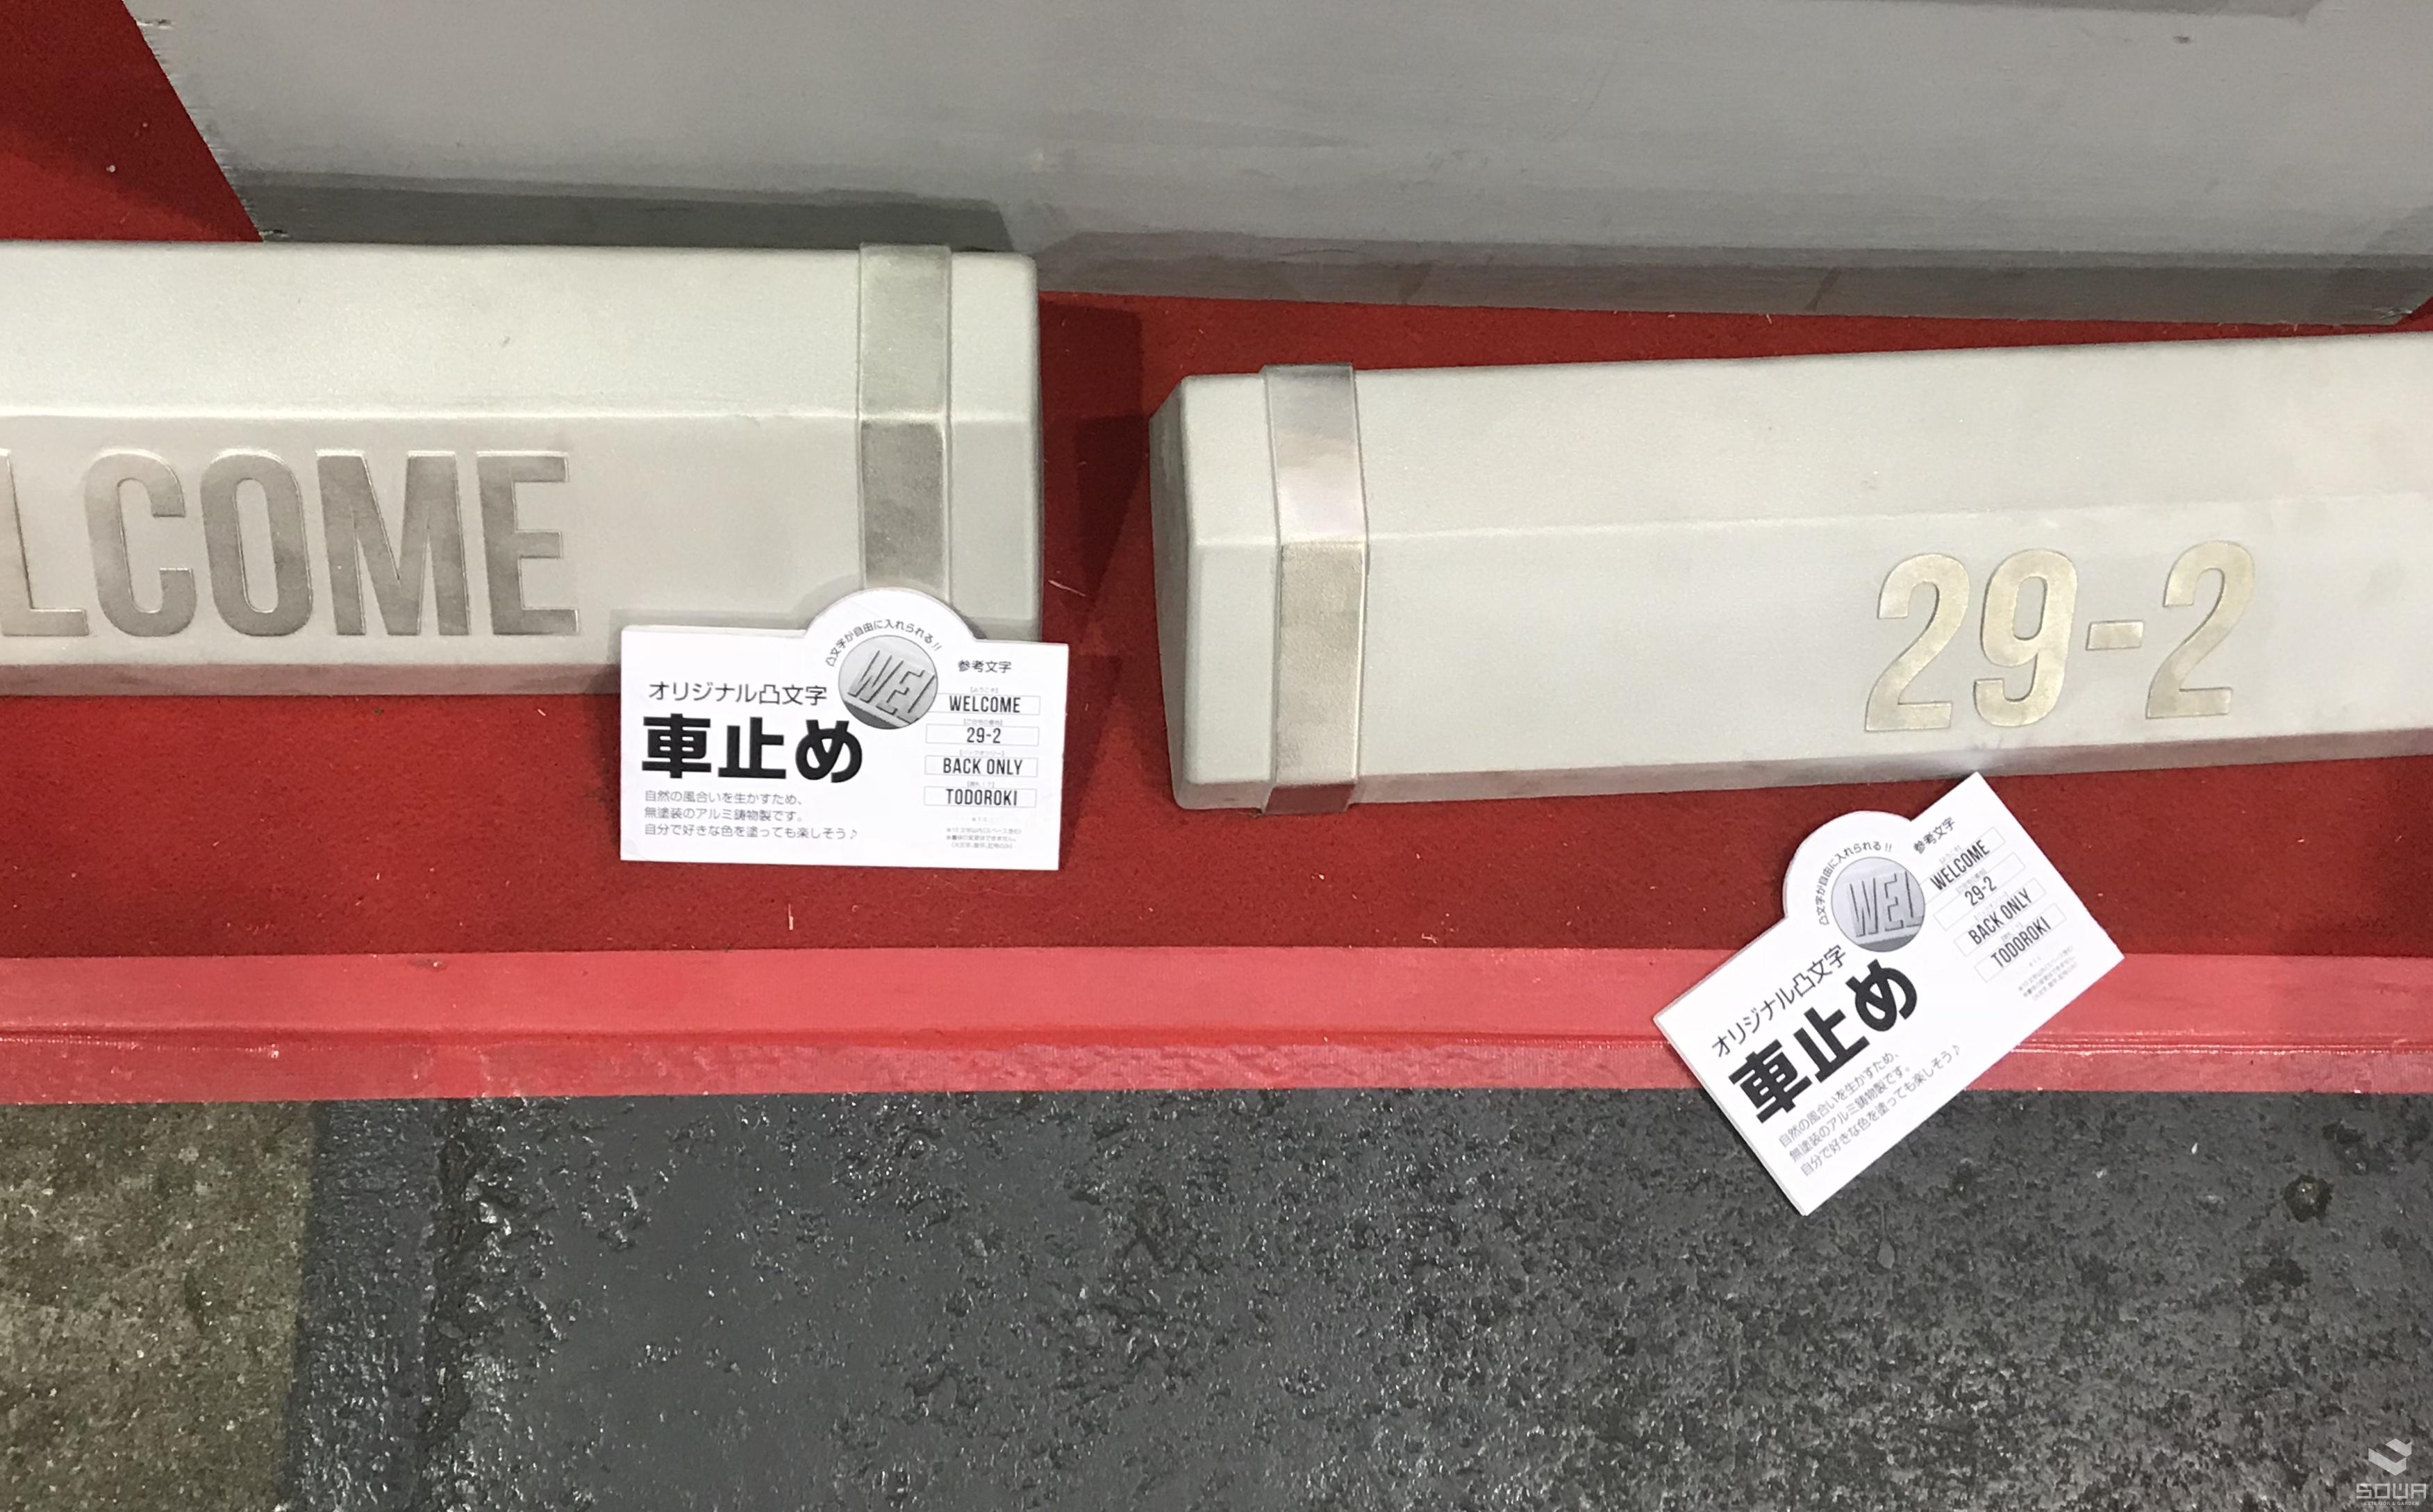 LCOME
29-2
凸文字が自由に入れられる!!
オリジナル凸文字
車止め
自然の風合いを生かすため、
無塗装のアルミ鋳物製です。
自分で好きな色を塗っても楽しそう♪
WEL
参考文字
WELCOME
29-2
BACK ONLY
TODOROKI
凸文字が自由に入れられる!!
オリジナル凸文字
車止め
自然の風合いを生かすため、
無塗装のアルミ鋳物製です。
自分で好きな色を塗っても楽しそう♪
WEL
参考文字
WELCOME
29-2
BACK ONLY
TODOROKI
SOWA